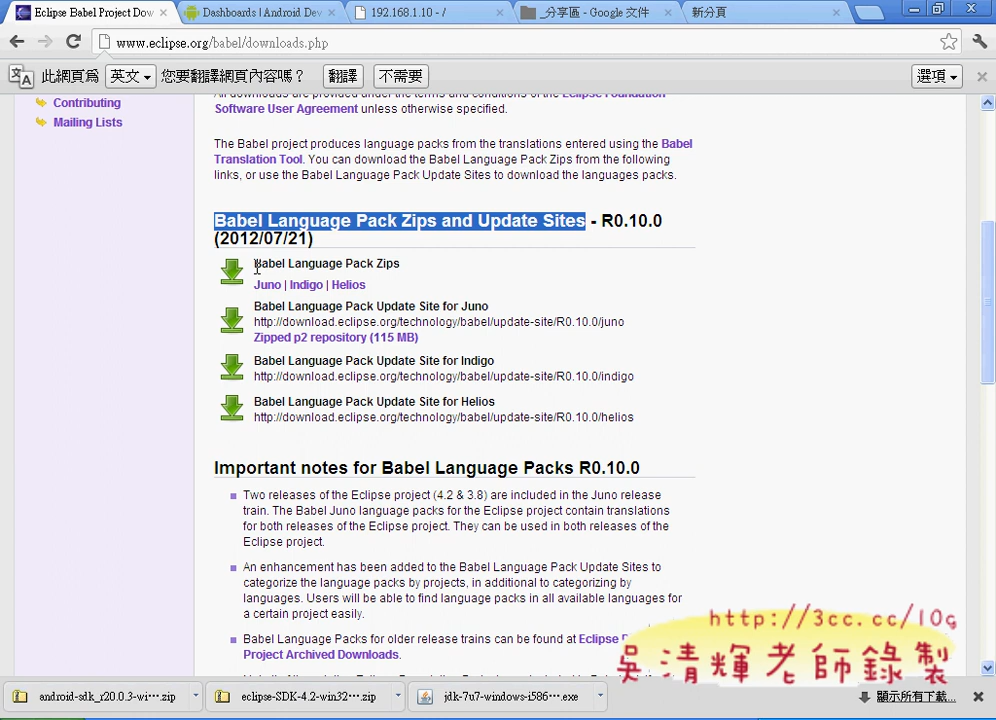 Eclipse Babel Project Dow
Dashboards | Android Dev
192.168.1.10 - /
_分享區 - Google 文件
新分頁
www.eclipse.org/babel/downloads.php
此網頁為 英文 您要翻譯網頁內容嗎？ 翻譯 不需要 選項
Contributing
Mailing Lists
All downloads are provided under the terms and conditions of the Eclipse Foundation
Software User Agreement unless otherwise specified.
The Babel project produces language packs from the translations entered using the Babel
Translation Tool. You can download the Babel Language Pack Zips from the following
links, or use the Babel Language Pack Update Sites to download the languages packs.
Babel Language Pack Zips and Update Sites - R0.10.0
(2012/07/21)
Babel Language Pack Zips
Juno | Indigo | Helios
Babel Language Pack Update Site for Juno
http://download.eclipse.org/technology/babel/update-site/R0.10.0/juno
Zipped p2 repository (115 MB)
Babel Language Pack Update Site for Indigo
http://download.eclipse.org/technology/babel/update-site/R0.10.0/indigo
Babel Language Pack Update Site for Helios
http://download.eclipse.org/technology/babel/update-site/R0.10.0/helios
Important notes for Babel Language Packs R0.10.0
Two releases of the Eclipse project (4.2 & 3.8) are included in the Juno release
train. The Babel Juno language packs for the Eclipse project contain translations
for both releases of the Eclipse project. They can be used in both releases of the
Eclipse project.
An enhancement has been added to the Babel Language Pack Update Sites to
categorize the language packs by projects, in additional to categorizing by
languages. Users will be able to find language packs in all available languages for
a certain project easily.
Babel Language Packs for older release trains can be found at Eclipse
Project Archived Downloads.
http://3cc.cc/10g
吳清輝老師錄製
android-sdk_r20.0.3-wi⋯.zip
eclipse-SDK-4.2-win32⋯.zip
jdk-7u7-windows-i586⋯.exe
顯示所有下載...